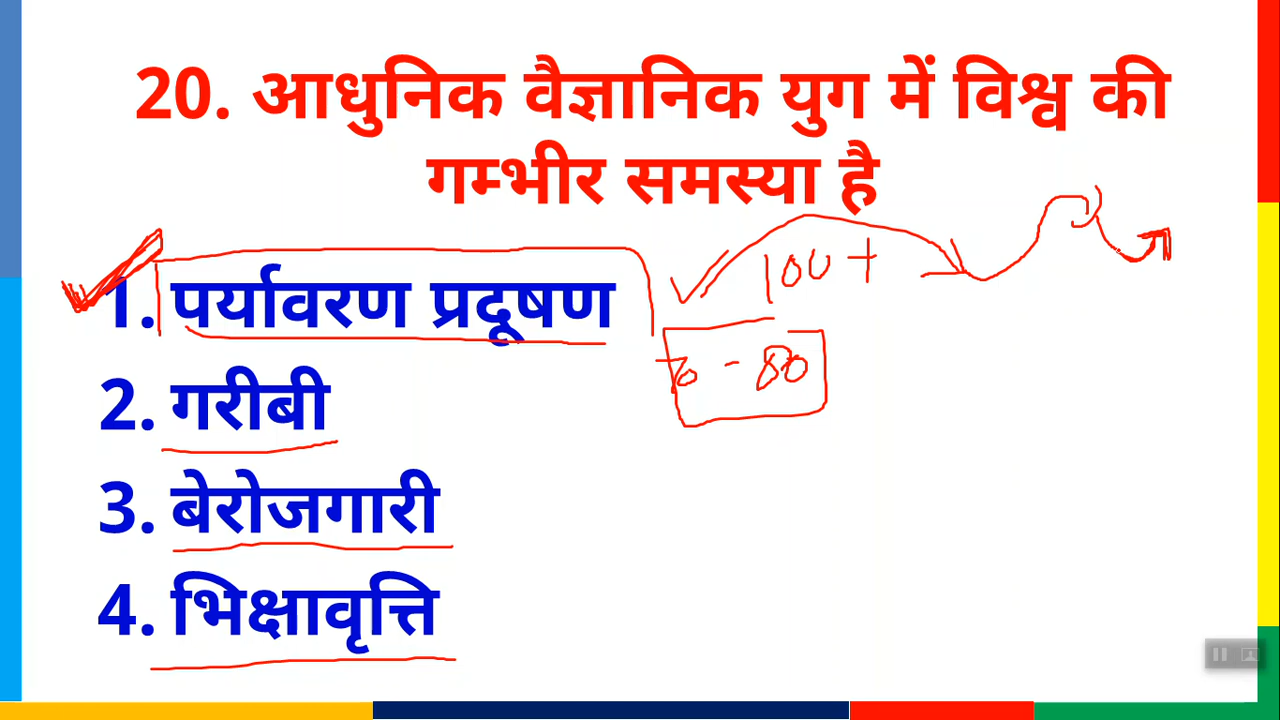 20. आधुनिक वैज्ञानिक युग में विश्व की
गम्भीर समस्या है
1. पर्यावरण प्रदूषण
100+
70 - 80
2. गरीबी
3. बेरोजगारी
4. भिक्षावृत्ति